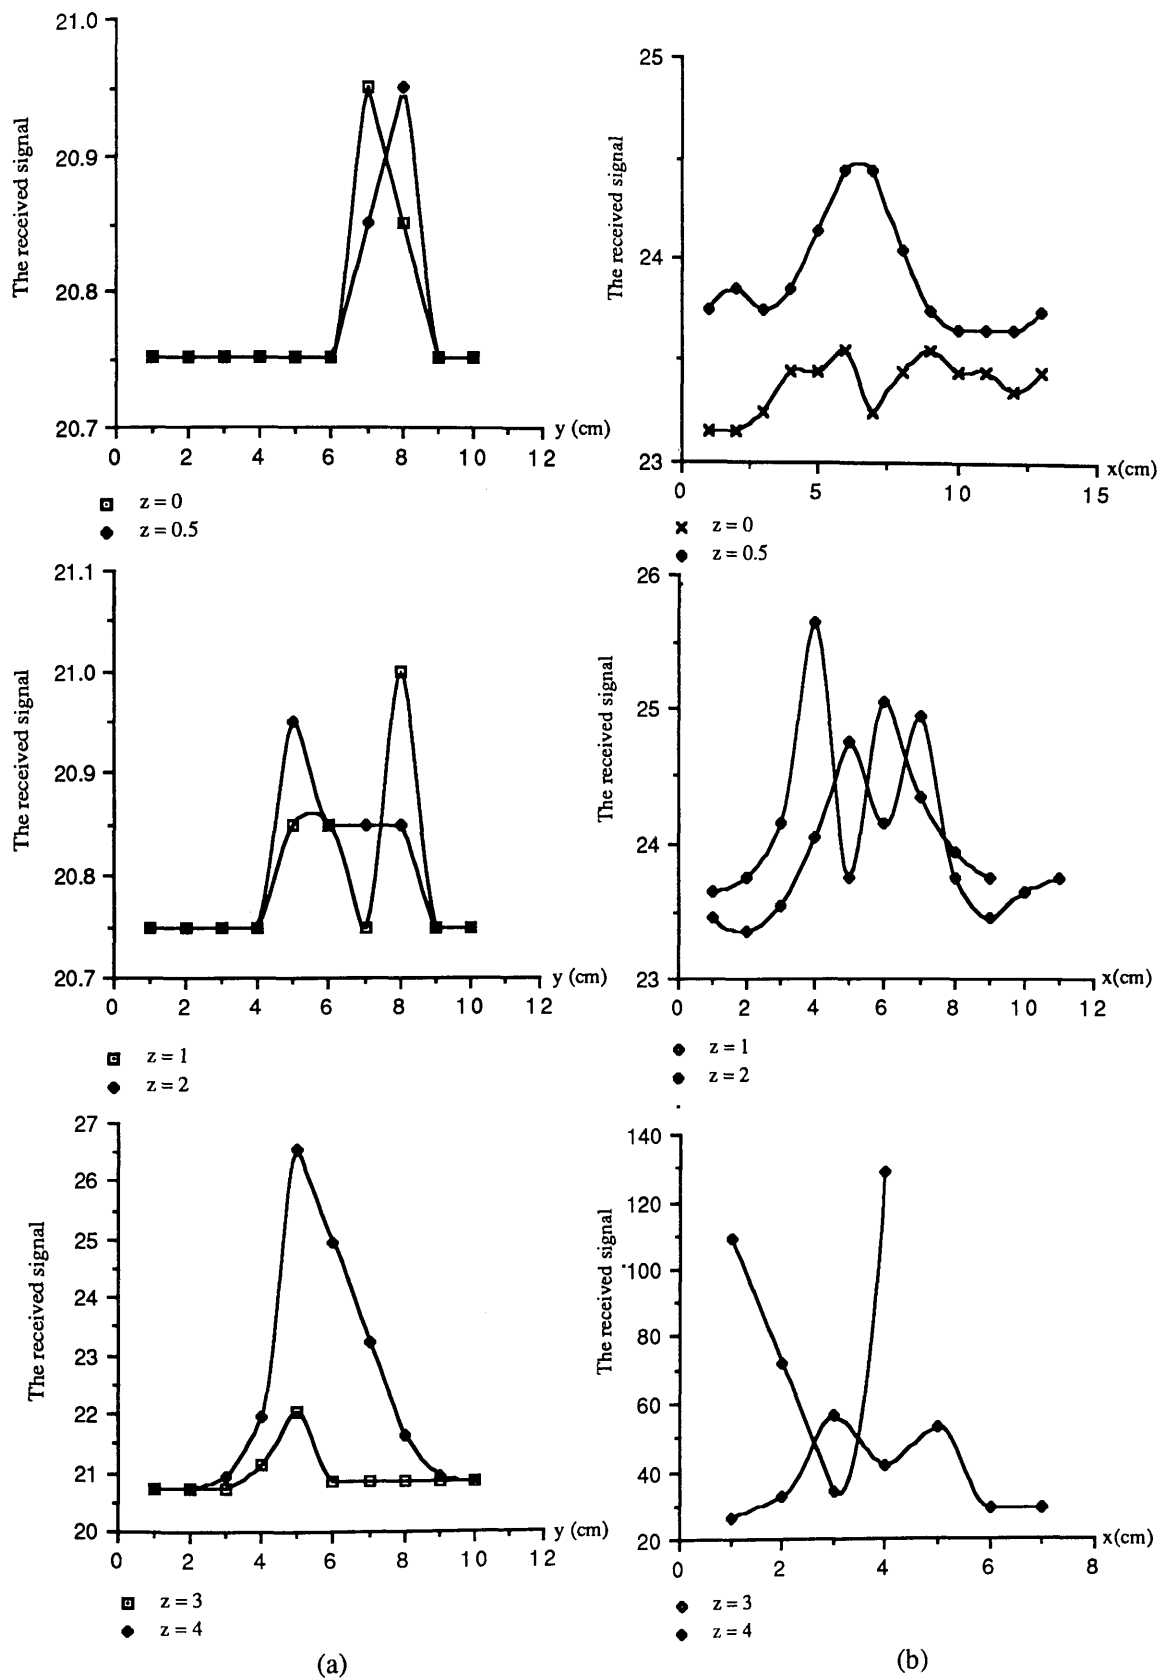 21.0
20.9
20.8
20.7
The received signal
0 2 4 6 8 10 12
y (cm)
z = 0
z = 0.5
21.1
21.0
20.9
20.8
20.7
The received signal
0 2 4 6 8 10 12
y (cm)
z = 1
z = 2
27
26
25
24
23
22
21
20
The received signal
0 2 4 6 8 10 12
y (cm)
z = 3
z = 4
(a)
25
24
23
The received signal
0 5 10 15
x(cm)
z = 0
z = 0.5
26
25
24
23
The received signal
0 2 4 6 8 10 12
x(cm)
z = 1
z = 2
140
120
100
80
60
40
20
The received signal
0 2 4 6 8
x(cm)
z = 3
z = 4
(b)